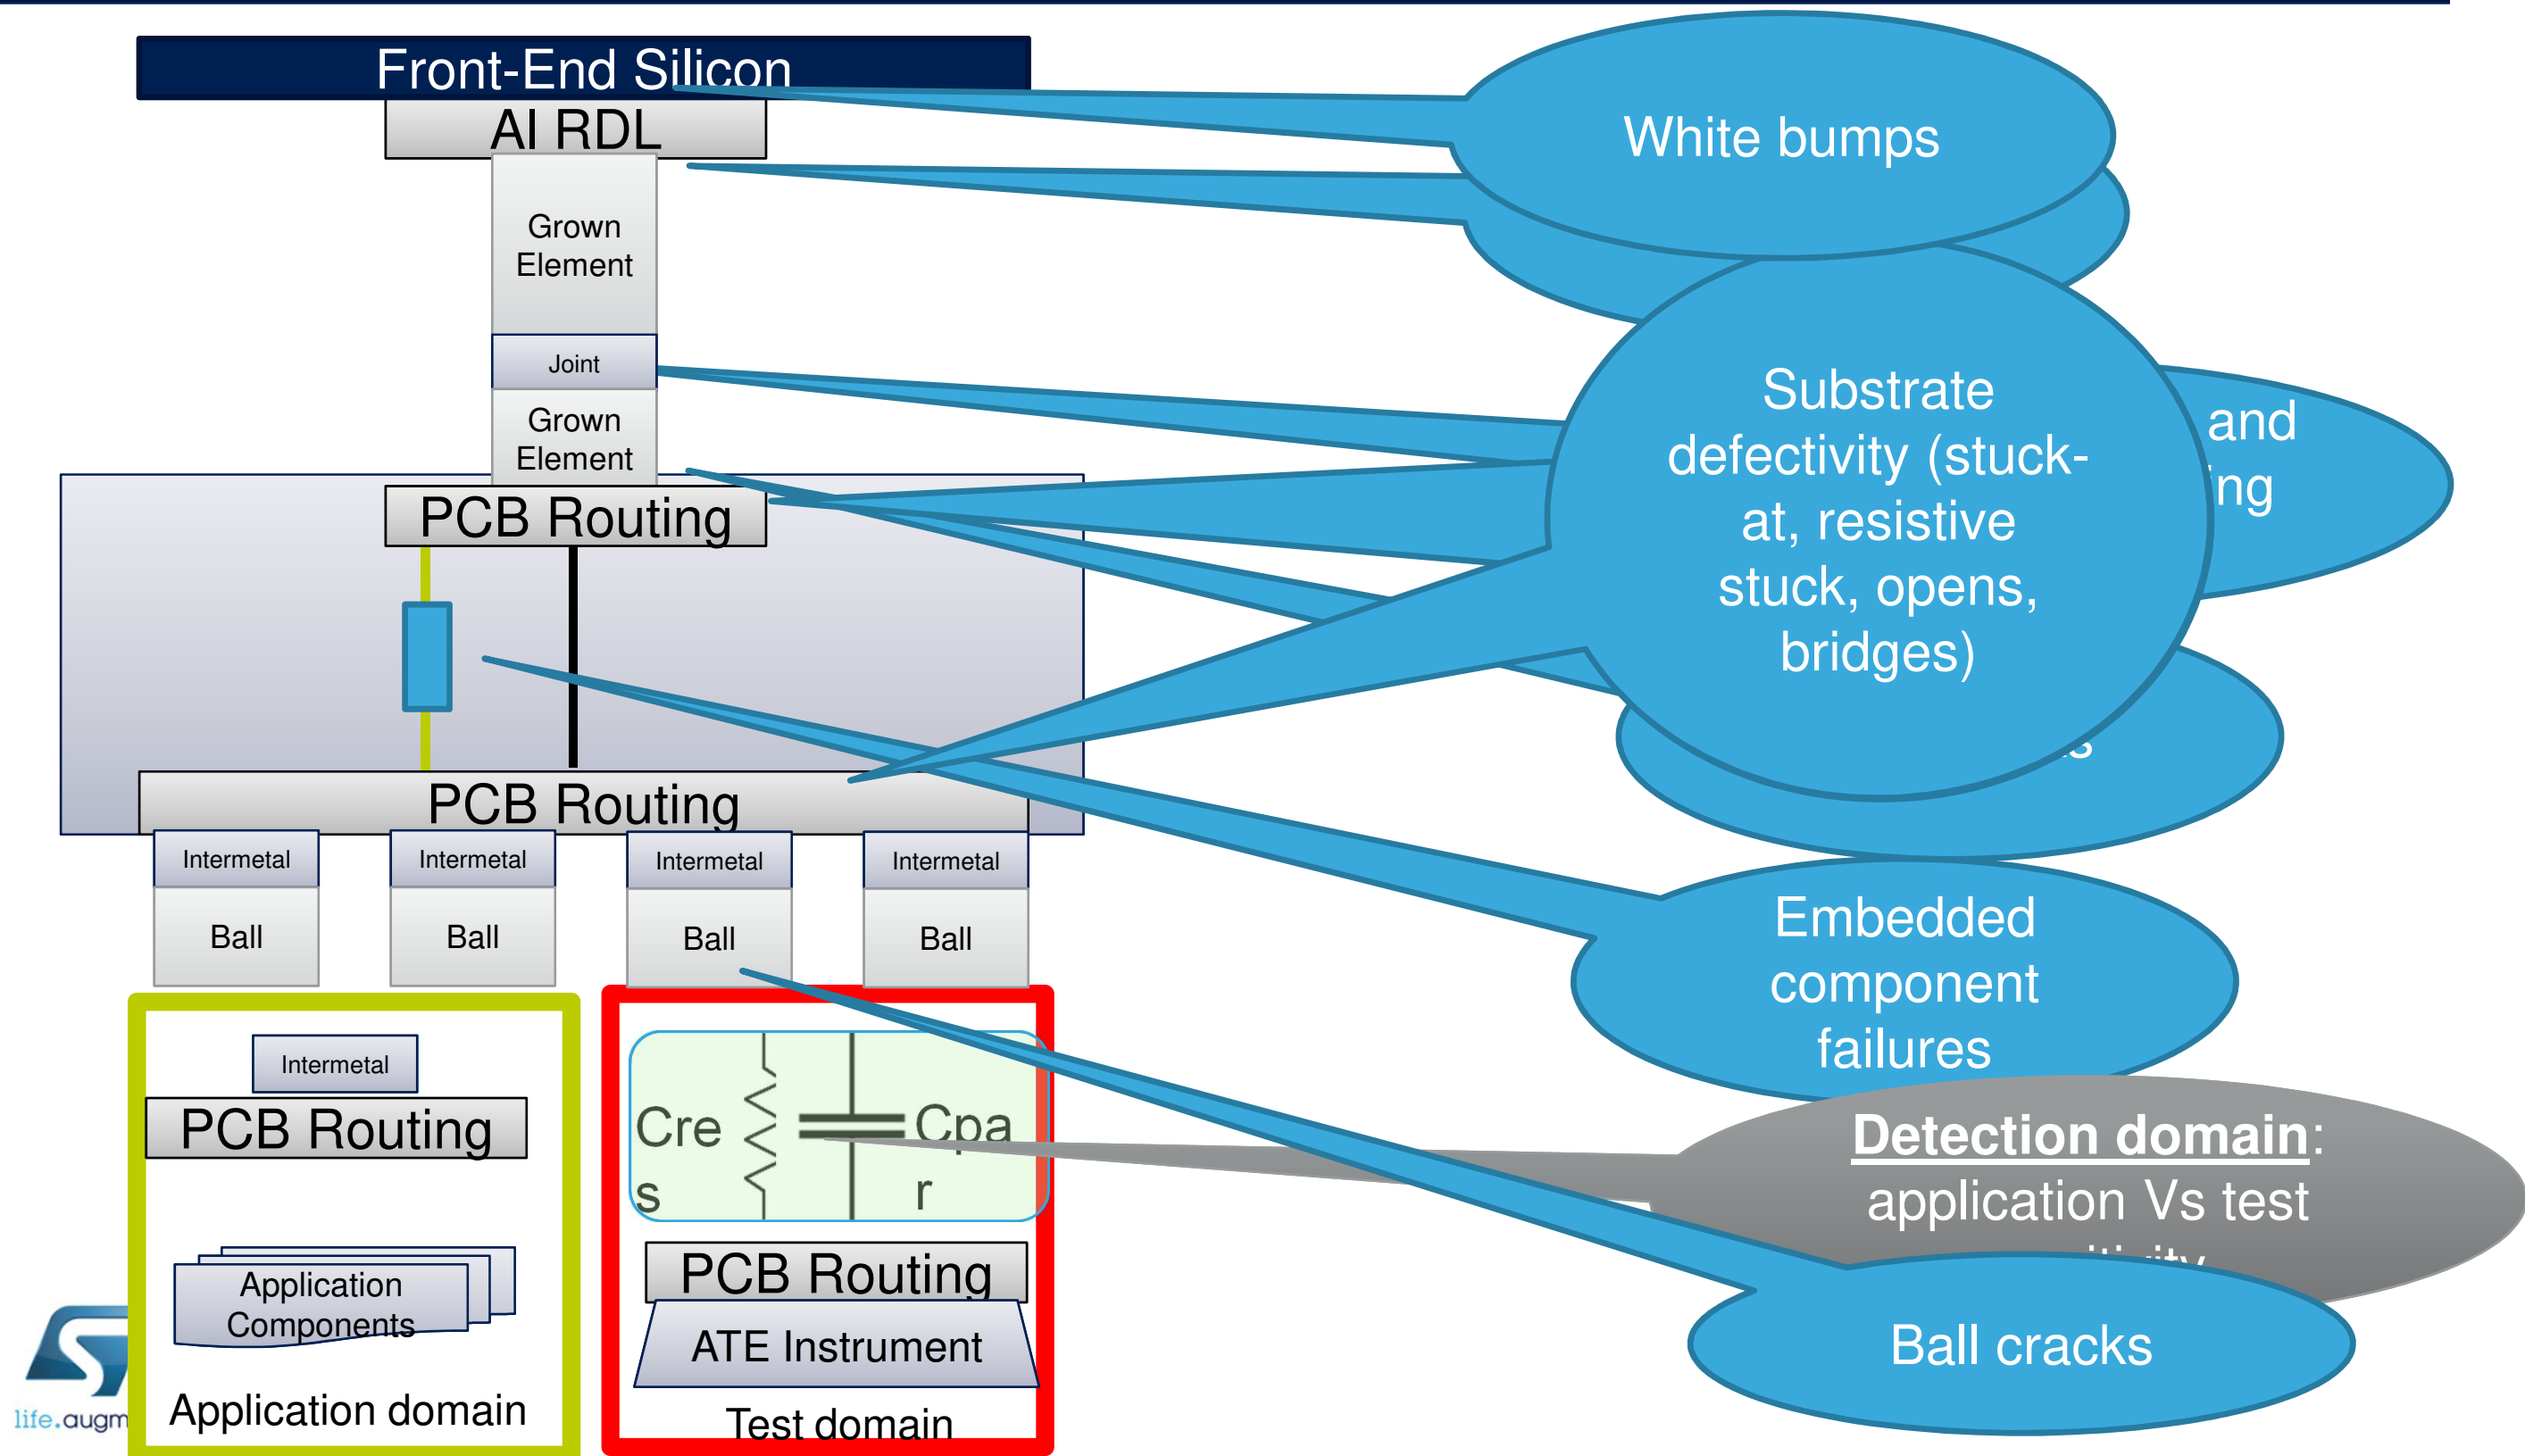 Front-End Silicon
Al RDL
Grown
Element
Joint
Grown
Element
PCB Routing
PCB Routing
Intermetal
Intermetal
Intermetal
Intermetal
Ball
Ball
Ball
Ball
Intermetal
PCB Routing
Application
Components
Application domain
Cre
s
Cpa
r
PCB Routing
ATE Instrument
Test domain
White bumps
Substrate
defectivity (stuck-
at, resistive
stuck, opens,
bridges)
and
Embedded
component
failures
Detection domain:
application Vs test
Ball cracks
life.augm